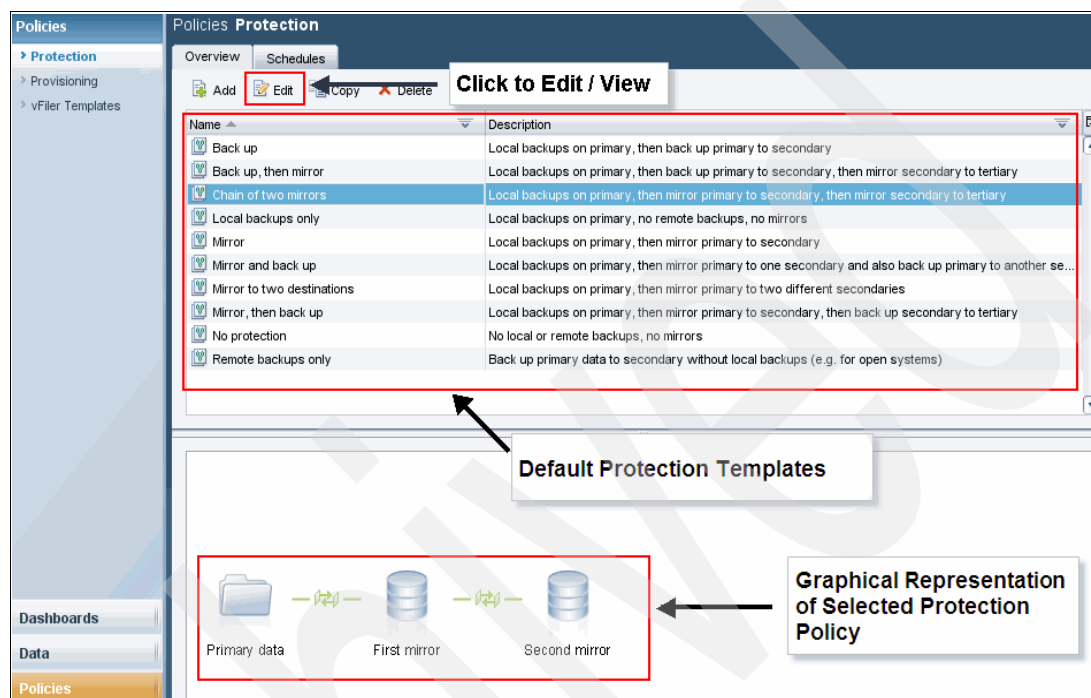 Policies
Policies Protection
Protection
Provisioning
vFiler Templates
Overview Schedules
Add Edit Copy Delete
Click to Edit / View
Name Description
Back up Local backups on primary, then back up primary to secondary
Back up, then mirror Local backups on primary, then back up primary to secondary, then mirror secondary to tertiary
Chain of two mirrors Local backups on primary, then mirror primary to secondary, then mirror secondary to tertiary
Local backups only Local backups on primary, no remote backups, no mirrors
Mirror Local backups on primary, then mirror primary to secondary
Mirror and back up Local backups on primary, then mirror primary to one secondary and also back up primary to another se...
Mirror to two destinations Local backups on primary, then mirror primary to two different secondaries
Mirror, then back up Local backups on primary, then mirror primary to secondary, then back up secondary to tertiary
No protection No local or remote backups, no mirrors
Remote backups only Back up primary data to secondary without local backups (e.g. for open systems)
Default Protection Templates
Graphical Representation
of Selected Protection
Policy
Primary data First mirror Second mirror
Dashboards
Data
Policies